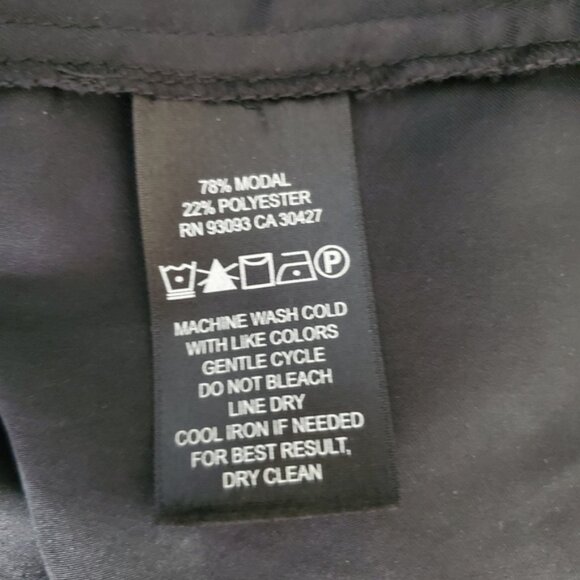 78% MODAL
22% POLYESTER
RN 93093 CA 30427
P
MACHINE WASH COLD
WITH LIKE COLORS
GENTLE CYCLE
DO NOT BLEACH
LINE DRY
COOL IRON IF NEEDED
FOR BEST RESULT,
DRY CLEAN